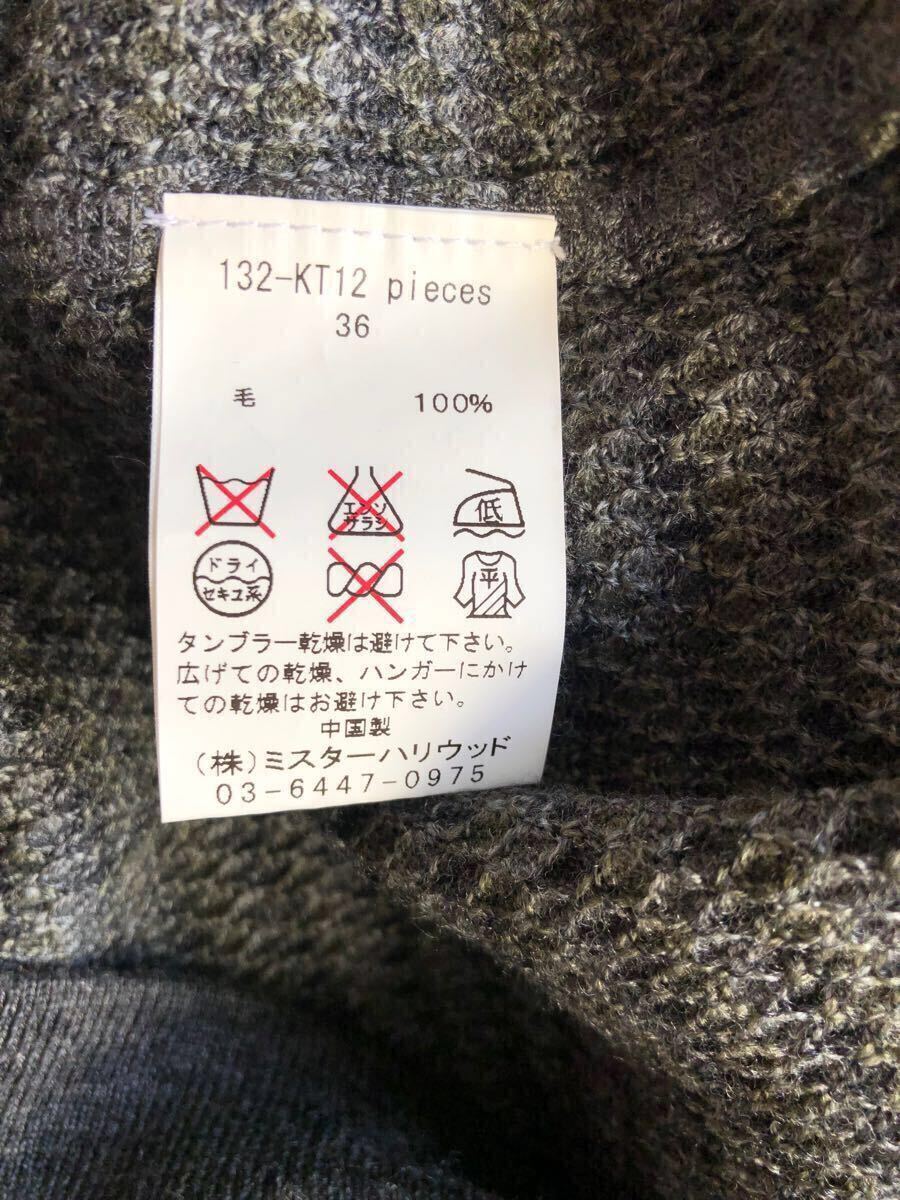 132-KT12 pieces
36
毛 100%
エンソ
サラシ
低
ドライ
セキユ系
平
タンブラー乾燥は避けて下さい。
広げての乾燥、ハンガーにかけ
ての乾燥はお避け下さい。
中国製
(株)ミスターハリウッド
03-6447-0975